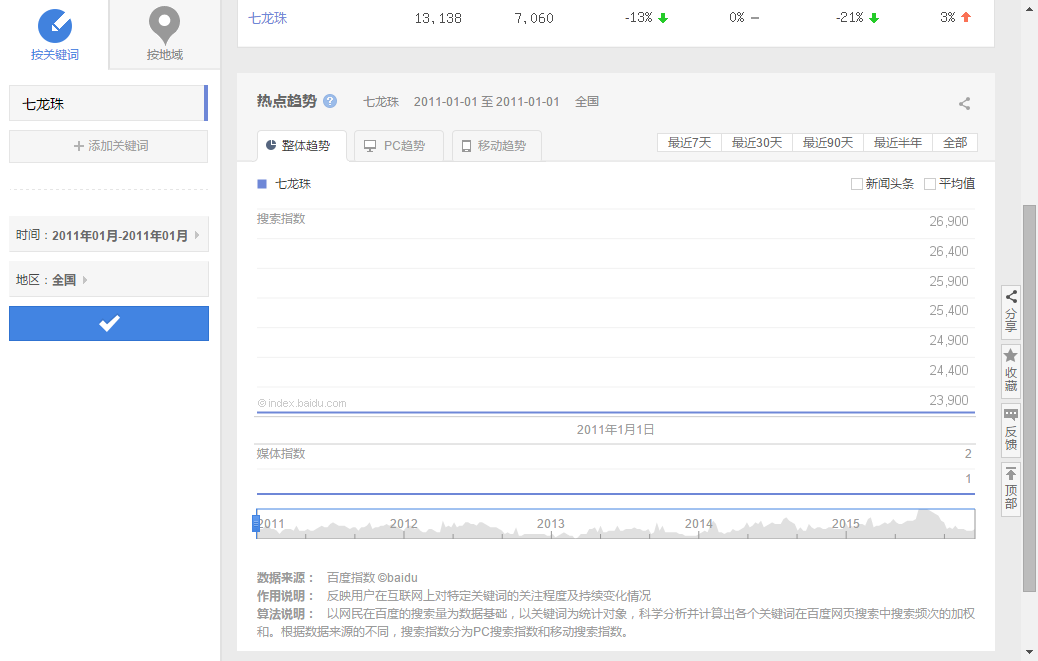 按关键词
按地域
七龙珠
+ 添加关键词
时间：2011年01月-2011年01月
地区：全国
七龙珠 13,138 7,060 -13% 0% -21% 3%
热点趋势 ? 七龙珠 2011-01-01 至 2011-01-01 全国
整体趋势 PC趋势 移动趋势 最近7天 最近30天 最近90天 最近半年 全部
七龙珠 新闻头条 平均值
搜索指数
26,900
26,400
25,900
25,400
24,900
24,400
23,900
©index.baidu.com
2011年1月1日
媒体指数 2
1
2011 2012 2013 2014 2015
数据来源： 百度指数 ©baidu
作用说明： 反映用户在互联网上对特定关键词的关注程度及持续变化情况
算法说明： 以网民在百度的搜索量为数据基础，以关键词为统计对象，科学分析并计算出各个关键词在百度网页搜索中搜索频次的加权
和。根据数据来源的不同，搜索指数分为PC搜索指数和移动搜索指数。
分享
收藏
反馈
顶部